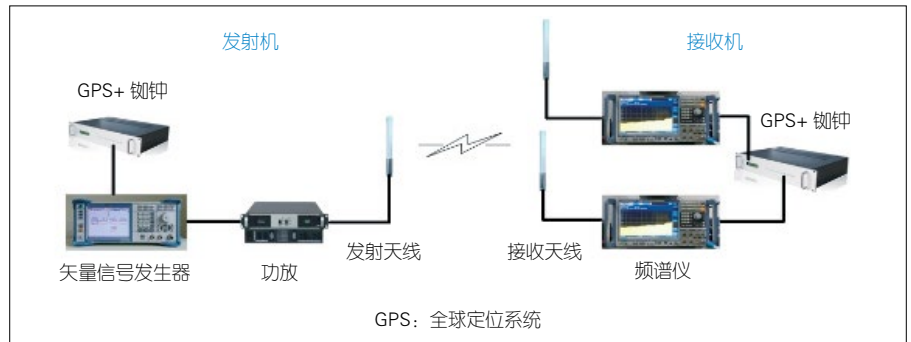 发射机
接收机
GPS+ 铷钟
GPS+ 铷钟
矢量信号发生器
功放
发射天线
接收天线
频谱仪
GPS：全球定位系统